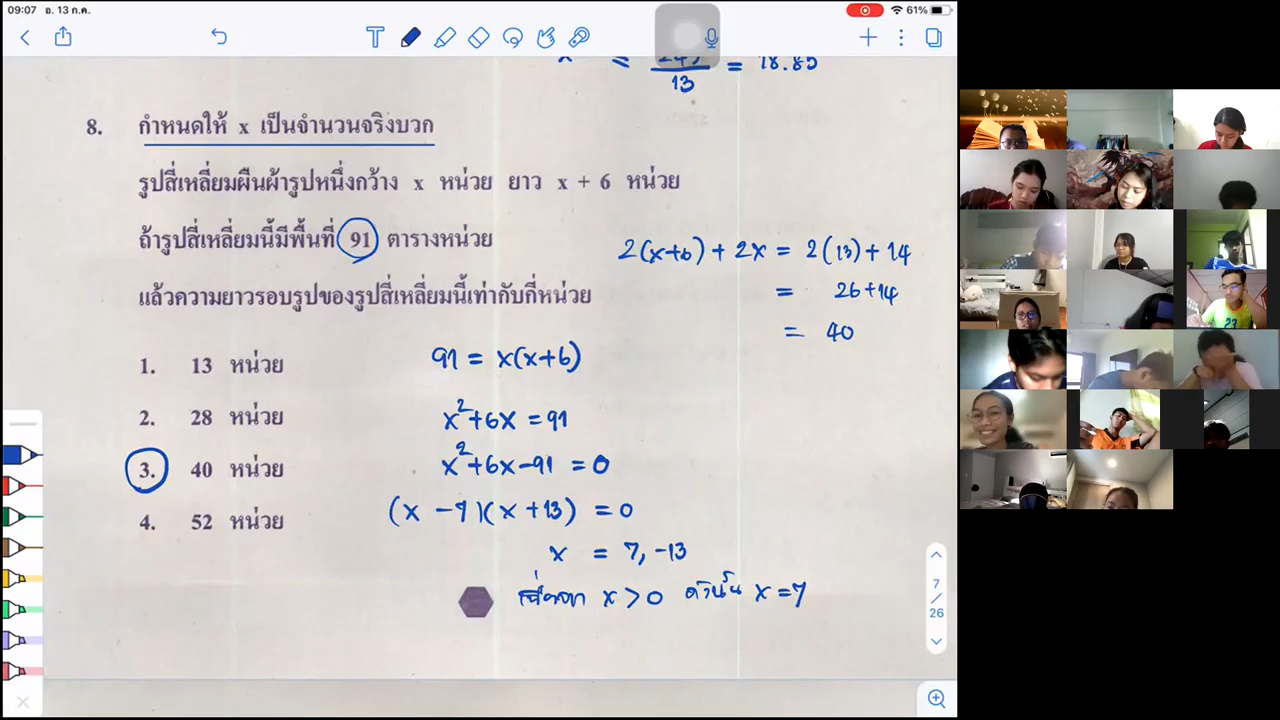 09:07 อ. 13 ก.ค.
61%
13
= 18.85
8. กำหนดให้ x เป็นจำนวนจริงบวก
รูปสี่เหลี่ยมผืนผ้ารูปหนึ่งกว้าง x หน่วย ยาว x + 6 หน่วย
ถ้ารูปสี่เหลี่ยมนี้มีพื้นที่ 91 ตารางหน่วย
แล้วความยาวรอบรูปของรูปสี่เหลี่ยมนี้เท่ากับกี่หน่วย
1. 13 หน่วย
2. 28 หน่วย
3. 40 หน่วย
4. 52 หน่วย
91 = x(x+6)
x²+6x = 91
x²+6x-91 = 0
(x - 7)(x + 13) = 0
x = 7, -13
เนื่องจาก x > 0 ดังนั้น x = 7
2(x+6) + 2x = 2(13) + 14
= 26+14
= 40
7
/
26